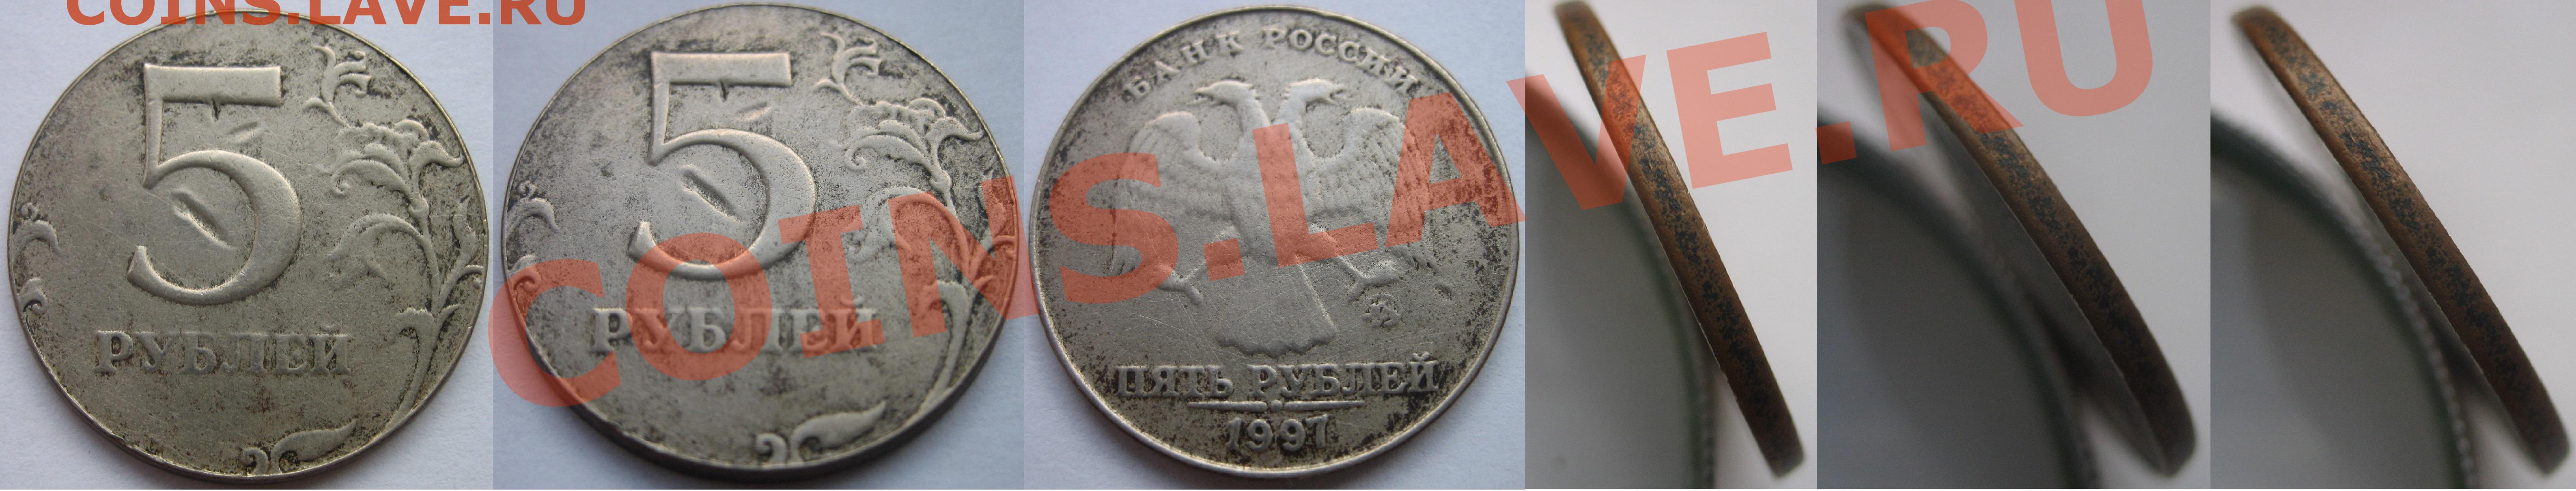 COINS.LAVE.RU
5
РУБЛЕЙ
5
РУБЛЕЙ
БАНК РОССИИ
ПЯТЬ РУБЛЕЙ
1997
COINS.LAVE.RU